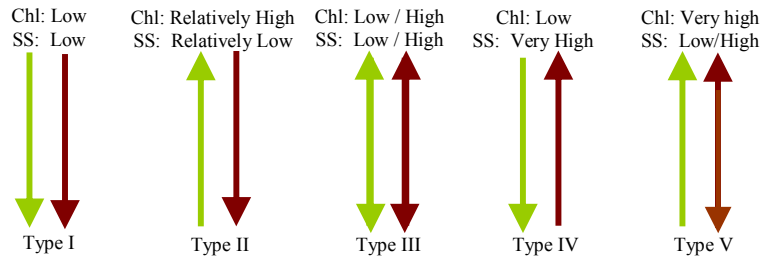 Chl: Low
SS: Low
Type I
Chl: Relatively High
SS: Relatively Low
Type II
Chl: Low / High
SS: Low / High
Type III
Chl: Low
SS: Very High
Type IV
Chl: Very high
SS: Low/High
Type V